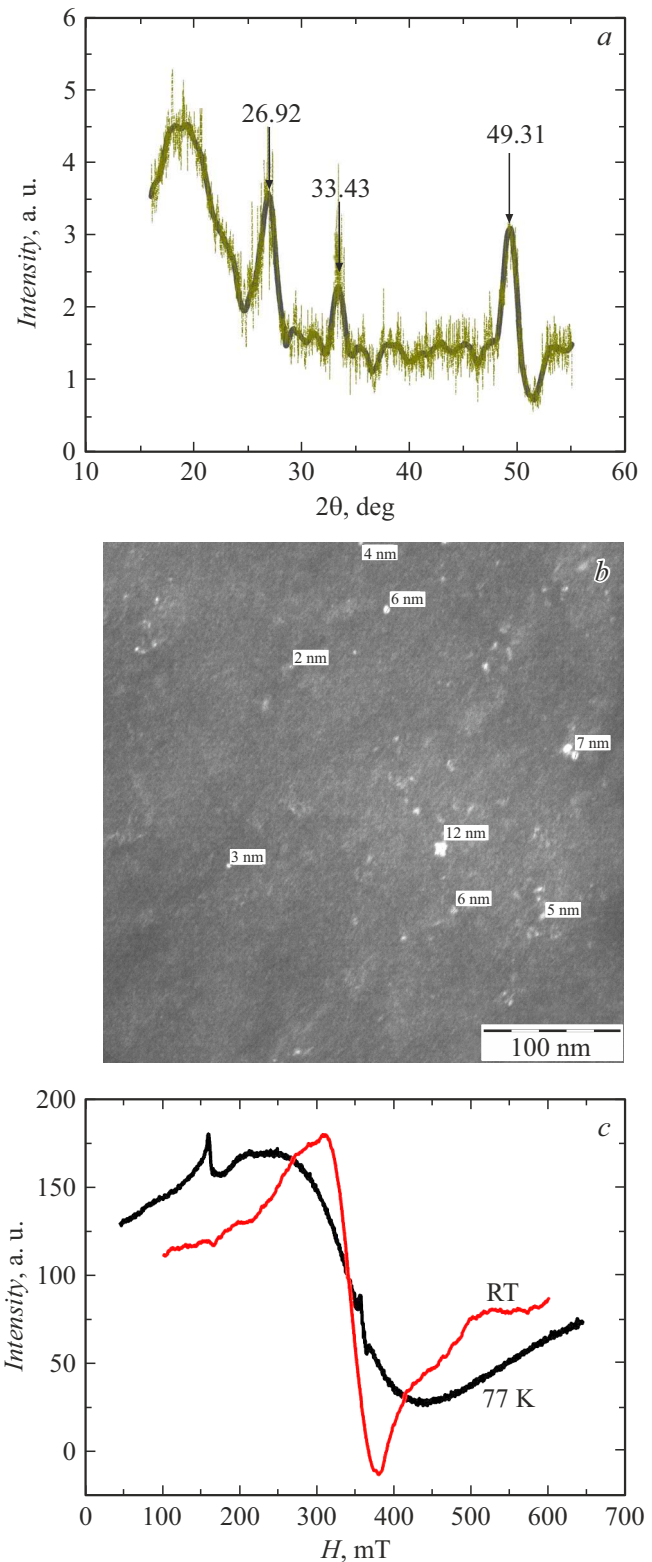 a
6
5
4
3
2
1
0
26.92
33.43
49.31
Intensity, a. u.
10 20 30 40 50 60
2θ, deg
b
4 nm
6 nm
2 nm
7 nm
12 nm
3 nm
6 nm
5 nm
100 nm
c
200
150
100
50
0
RT
77 K
Intensity, a. u.
0 100 200 300 400 500 600 700
H, mT